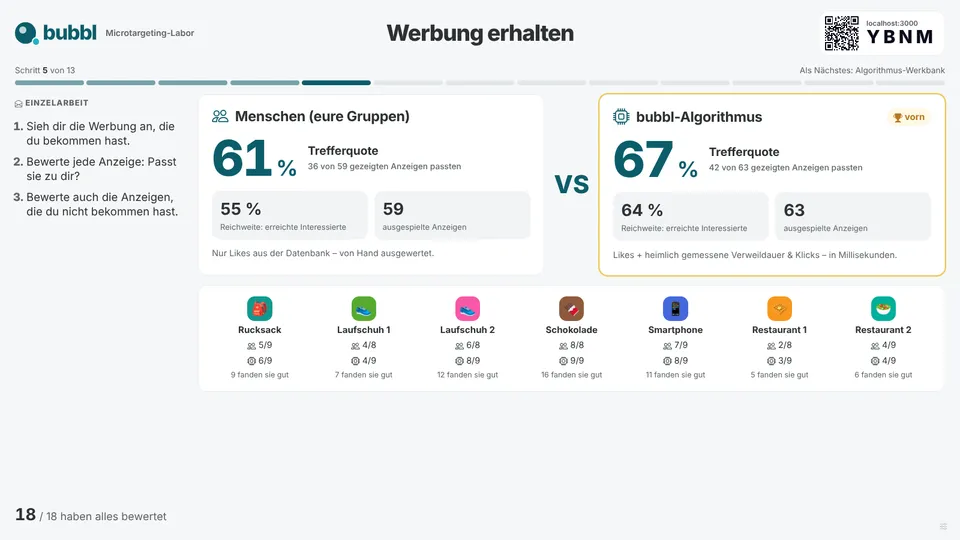 bubbl Microtargeting-Labor
Werbung erhalten
localhost:3000
YBNM
Schritt 5 von 13
Als Nächstes: Algorithmus-Werkbank
EINZELARBEIT
1. Sieh dir die Werbung an, die
du bekommen hast.
2. Bewerte jede Anzeige: Passt
sie zu dir?
3. Bewerte auch die Anzeigen,
die du nicht bekommen hast.
Menschen (eure Gruppen)
61 %
Trefferquote
36 von 59 gezeigten Anzeigen passten
55 %
Reichweite: erreichte Interessierte
59
ausgespielte Anzeigen
Nur Likes aus der Datenbank – von Hand ausgewertet.
VS
bubbl-Algorithmus
vorn
67 %
Trefferquote
42 von 63 gezeigten Anzeigen passten
64 %
Reichweite: erreichte Interessierte
63
ausgespielte Anzeigen
Likes + heimlich gemessene Verweildauer & Klicks – in Millisekunden.
Rucksack
5/9
6/9
9 fanden sie gut
Laufschuh 1
4/8
4/9
7 fanden sie gut
Laufschuh 2
6/8
8/9
12 fanden sie gut
Schokolade
8/8
9/9
16 fanden sie gut
Smartphone
7/9
8/9
11 fanden sie gut
Restaurant 1
2/8
3/9
5 fanden sie gut
Restaurant 2
4/9
4/9
6 fanden sie gut
18 / 18 haben alles bewertet